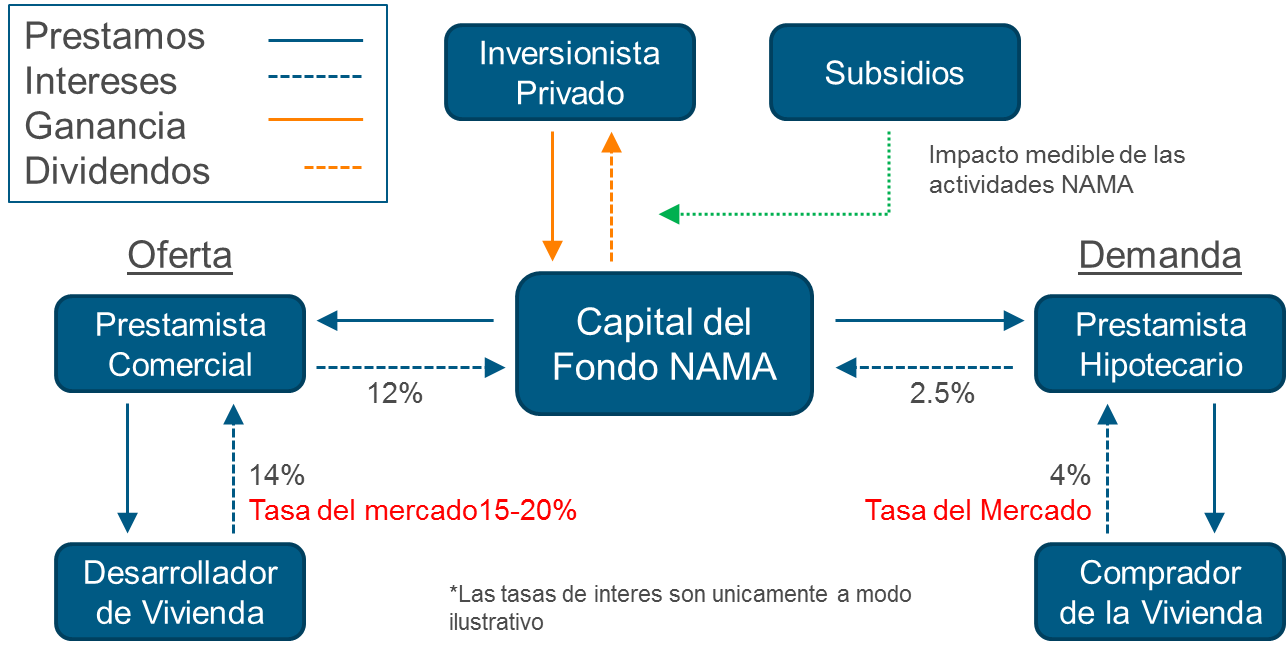 Prestamos
Intereses
Ganancia
Dividendos
Inversionista
Privado
Subsidios
Impacto medible de las
actividades NAMA
Oferta
Demanda
Prestamista
Comercial
Capital del
Fondo NAMA
Prestamista
Hipotecario
12%
2.5%
14%
Tasa del mercado15-20%
4%
Tasa del Mercado
Desarrollador
de Vivienda
*Las tasas de interes son unicamente a modo
ilustrativo
Comprador
de la Vivienda